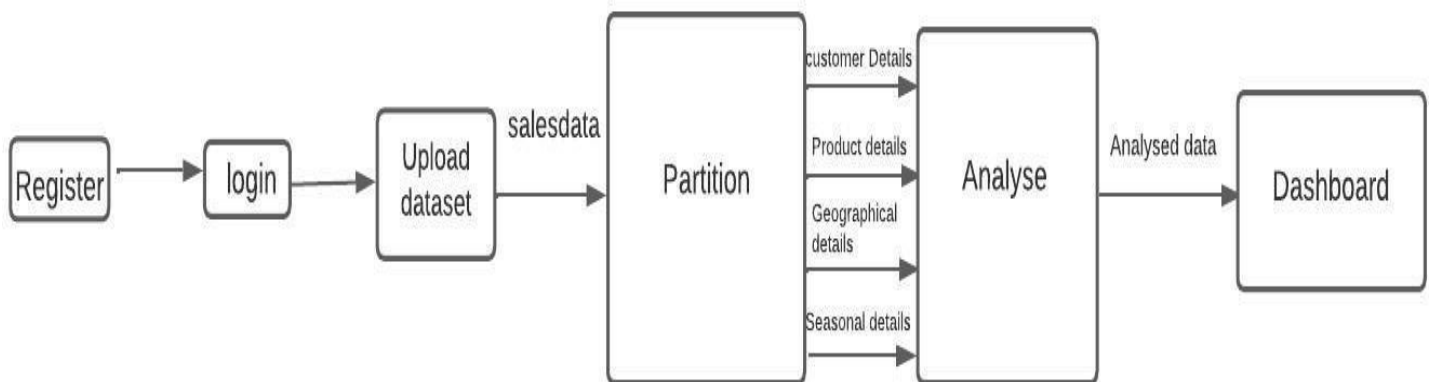 Register
login
Upload
dataset
salesdata
Partition
customer Details
Product details
Geographical
details
Seasonal details
Analyse
Analysed data
Dashboard